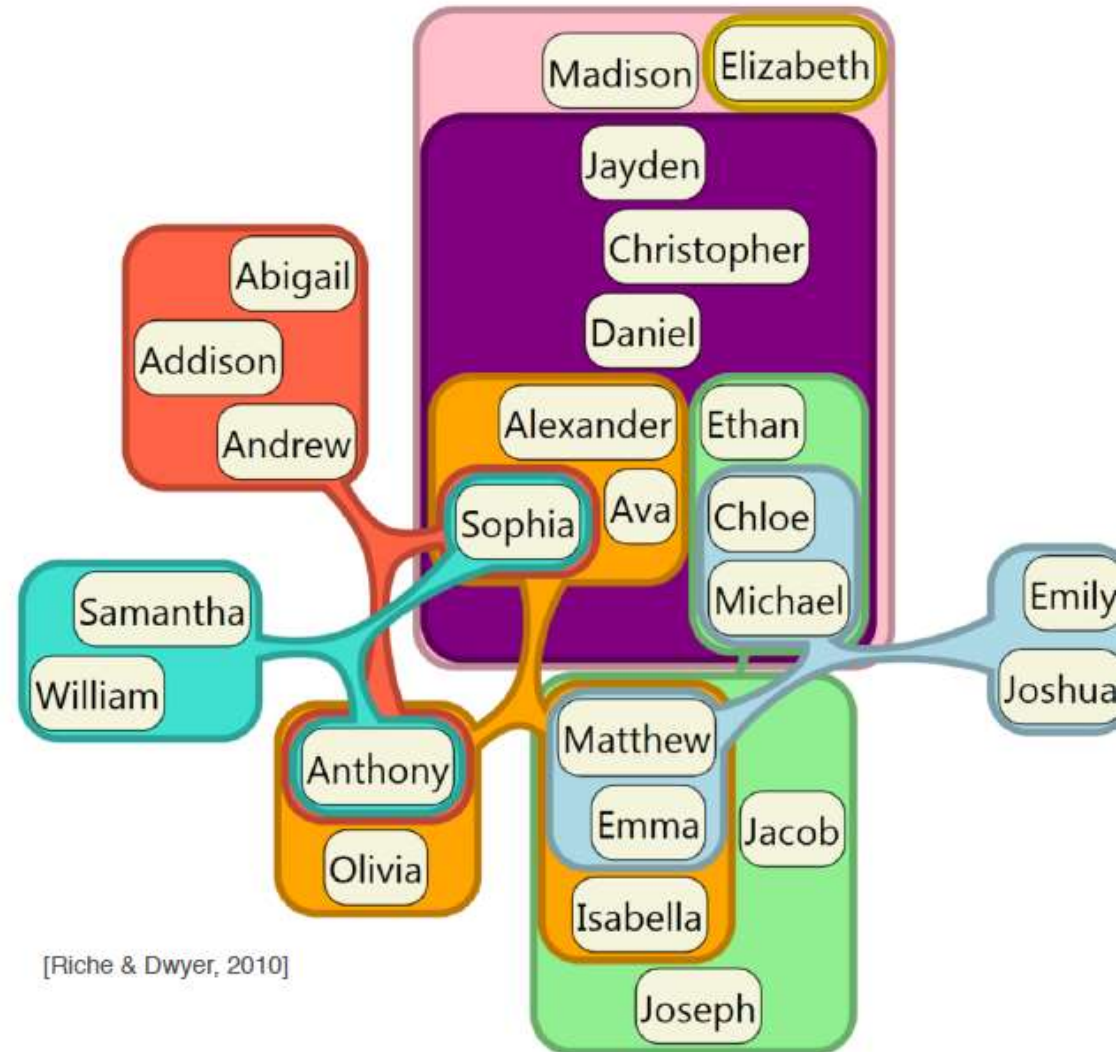 Madison
Elizabeth
Jayden
Christopher
Daniel
Abigail
Addison
Andrew
Alexander
Ethan
Sophia
Ava
Chloe
Michael
Samantha
William
Emily
Joshua
Anthony
Olivia
Matthew
Emma
Jacob
Isabella
Joseph
[Riche & Dwyer, 2010]